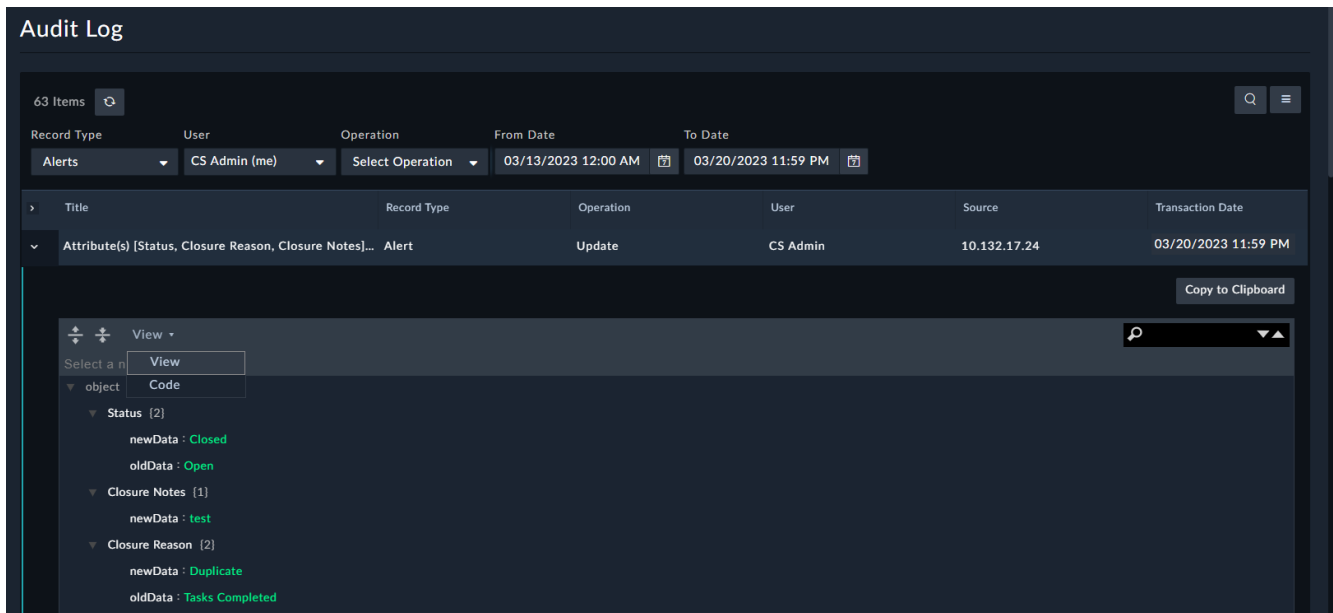 Audit Log
63 Items
Record Type User Operation From Date To Date
Alerts CS Admin (me) Select Operation 03/13/2023 12:00 AM 03/20/2023 11:59 PM
Title Record Type Operation User Source Transaction Date
Attribute(s) [Status, Closure Reason, Closure Notes]... Alert Update CS Admin 10.132.17.24 03/20/2023 11:59 PM
Copy to Clipboard
View
Select a n View
object Code
Status {2}
newData : Closed
oldData : Open
Closure Notes {1}
newData : test
Closure Reason {2}
newData : Duplicate
oldData : Tasks Completed